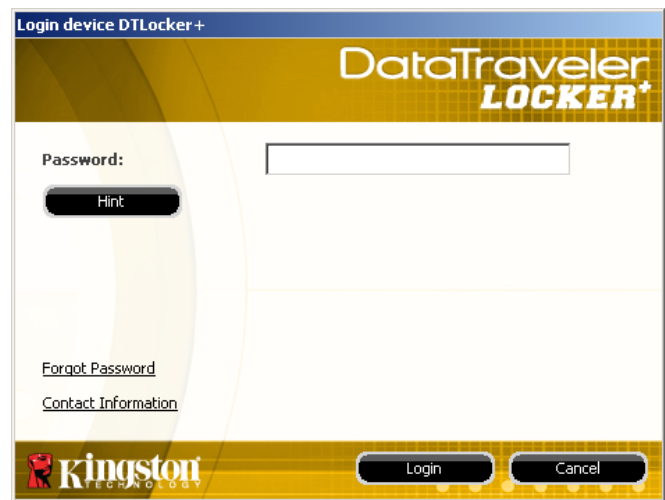 Login device DTLocker+
DataTraveler
LOCKER+
Password:
Hint
Forgot Password
Contact Information
Kingston
TECHNOLOGY
Login Cancel